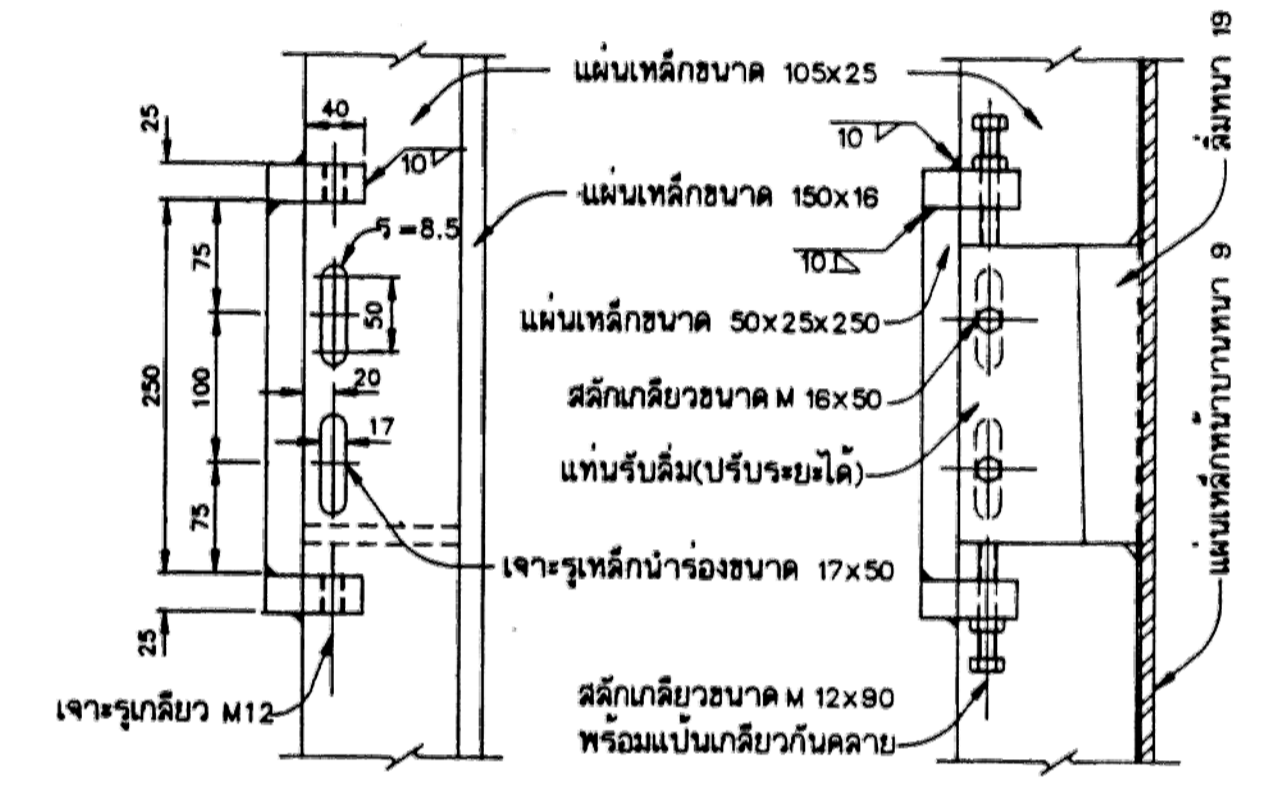 แผ่นเหล็กขนาด 105x25
40
25
10
10
แผ่นเหล็กขนาด 150x16
ร =8.5
75
10
50
แผ่นเหล็กขนาด 50x25x250
250
100
20
สลักเกลียวขนาด M 16x50
17
แท่นรับลิ่ม(ปรับระยะได้)
75
เจาะรูเหล็กนำร่องขนาด 17x50
25
เจาะรูเกลียว M12
สลักเกลียวขนาด M 12x90
พร้อมแป้นเกลียวกันคลาย
ลิ่มหนา 19
แผ่นเหล็กหน้าบานหนา 9